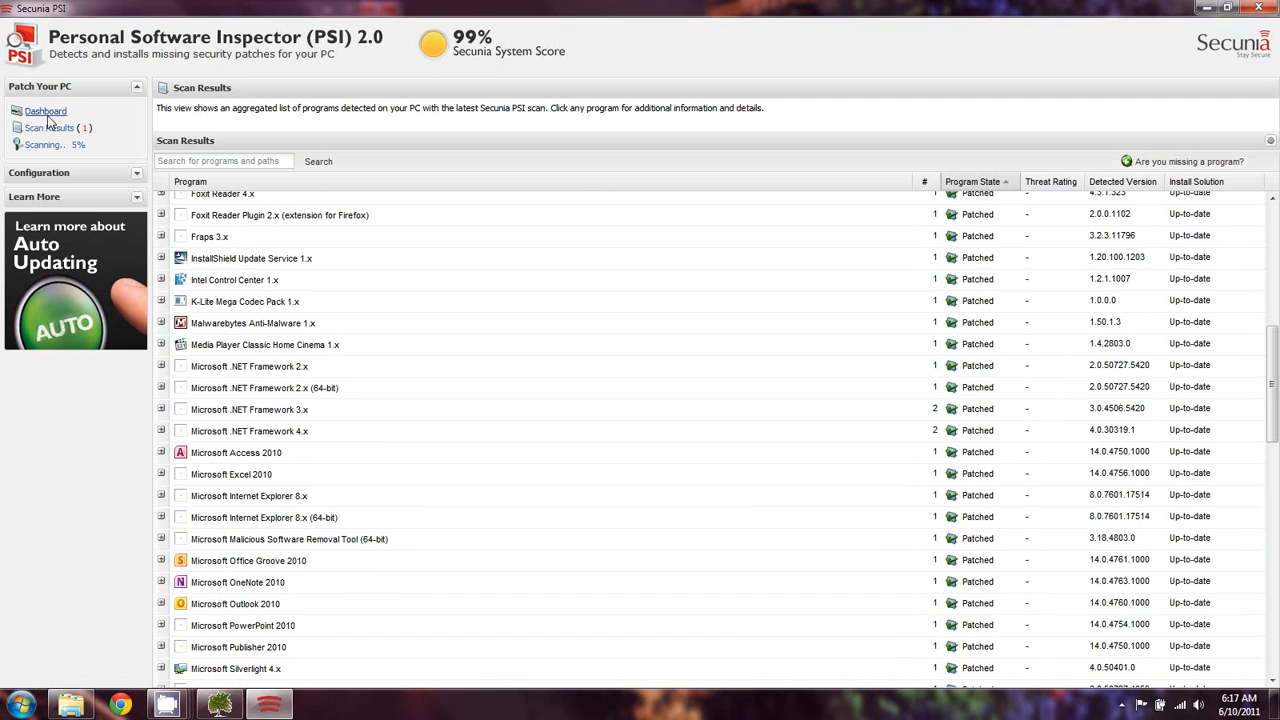 Secunia PSI
Personal Software Inspector (PSI) 2.0
Detects and installs missing security patches for your PC
PSI
99%
Secunia System Score
Secunia
Stay Secure
Patch Your PC
Dashboard
Scan Results ( 1 )
Scanning.. 5%
Configuration
Learn More
Learn more about
Auto
Updating
AUTO
Scan Results
This view shows an aggregated list of programs detected on your PC with the latest Secunia PSI scan. Click any program for additional information and details.
Scan Results
Search for programs and paths Search Are you missing a program?
Program # Program State Threat Rating Detected Version Install Solution
Foxit Reader 4.x 1 Patched - 4.3.1.323 Up-to-date
Foxit Reader Plugin 2.x (extension for Firefox) 1 Patched - 2.0.0.1102 Up-to-date
Fraps 3.x 1 Patched - 3.2.3.11796 Up-to-date
InstallShield Update Service 1.x 1 Patched - 1.20.100.1203 Up-to-date
Intel Control Center 1.x 1 Patched - 1.2.1.1007 Up-to-date
K-Lite Mega Codec Pack 1.x 1 Patched - 1.0.0.0 Up-to-date
Malwarebytes Anti-Malware 1.x 1 Patched - 1.50.1.3 Up-to-date
Media Player Classic Home Cinema 1.x 1 Patched - 1.4.2803.0 Up-to-date
Microsoft .NET Framework 2.x 1 Patched - 2.0.50727.5420 Up-to-date
Microsoft .NET Framework 2.x (64-bit) 1 Patched - 2.0.50727.5420 Up-to-date
Microsoft .NET Framework 3.x 2 Patched - 3.0.4506.5420 Up-to-date
Microsoft .NET Framework 4.x 2 Patched - 4.0.30319.1 Up-to-date
Microsoft Access 2010 1 Patched - 14.0.4750.1000 Up-to-date
Microsoft Excel 2010 1 Patched - 14.0.4756.1000 Up-to-date
Microsoft Internet Explorer 8.x 1 Patched - 8.0.7601.17514 Up-to-date
Microsoft Internet Explorer 8.x (64-bit) 1 Patched - 8.0.7601.17514 Up-to-date
Microsoft Malicious Software Removal Tool (64-bit) 1 Patched - 3.18.4803.0 Up-to-date
Microsoft Office Groove 2010 1 Patched - 14.0.4761.1000 Up-to-date
Microsoft OneNote 2010 1 Patched - 14.0.4763.1000 Up-to-date
Microsoft Outlook 2010 1 Patched - 14.0.4760.1000 Up-to-date
Microsoft PowerPoint 2010 1 Patched - 14.0.4754.1000 Up-to-date
Microsoft Publisher 2010 1 Patched - 14.0.4750.1000 Up-to-date
Microsoft Silverlight 4.x 1 Patched - 4.0.50401.0 Up-to-date
6:17 AM
6/10/2011